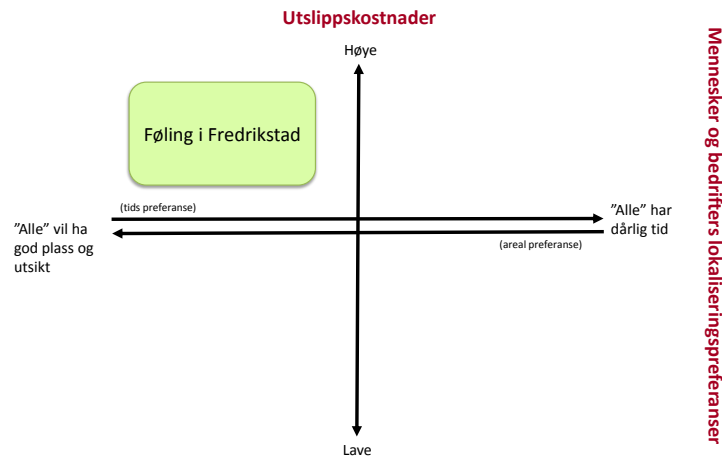 Utslippskostnader
Høye
Mennesker og bedrifters lokaliseringspreferanser
Føling i Fredrikstad
(tids preferanse)
”Alle” vil ha
god plass og
utsikt
”Alle” har
dårlig tid
(areal preferanse)
Lave